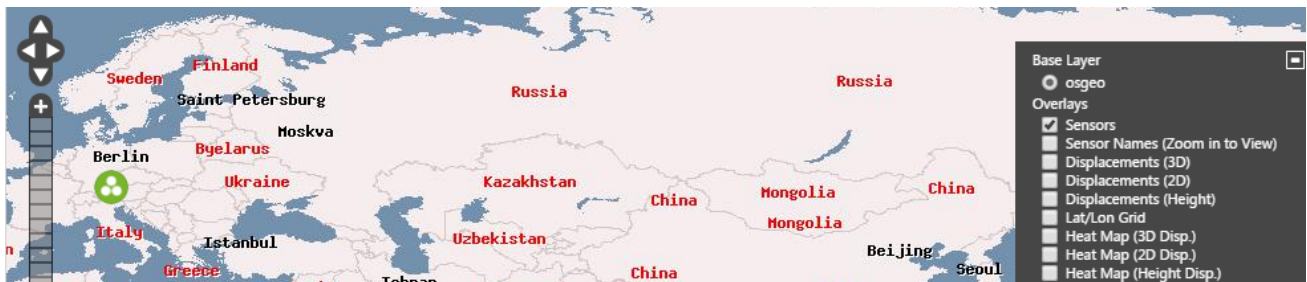 Sweden
Finland
Saint Petersburg
Moskva
Berlin
Byelarus
Ukraine
Italy
Istanbul
Greece
Russia
Russia
Kazakhstan
China
Mongolia
Mongolia
China
Uzbekistan
China
Beijing
Seoul
Base Layer
osgeo
Overlays
Sensors
Sensor Names (Zoom in to View)
Displacements (3D)
Displacements (2D)
Displacements (Height)
Lat/Lon Grid
Heat Map (3D Disp.)
Heat Map (2D Disp.)
Heat Map (Height Disp.)